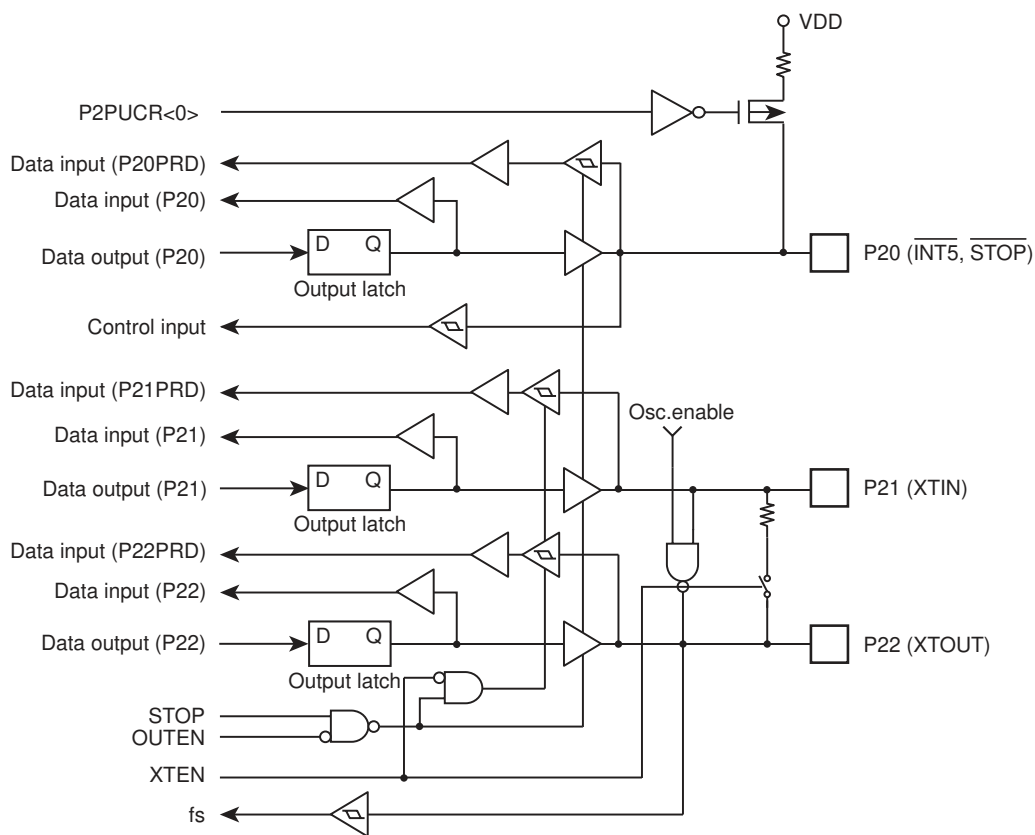 VDD
P2PUCR<0>
Data input (P20PRD)
Data input (P20)
Data output (P20)
D Q
Output latch
P20 (INT5, STOP)
Control input
Data input (P21PRD)
Osc.enable
Data input (P21)
Data output (P21)
D Q
Output latch
P21 (XTIN)
Data input (P22PRD)
Data input (P22)
Data output (P22)
D Q
Output latch
P22 (XTOUT)
STOP
OUTEN
XTEN
fs